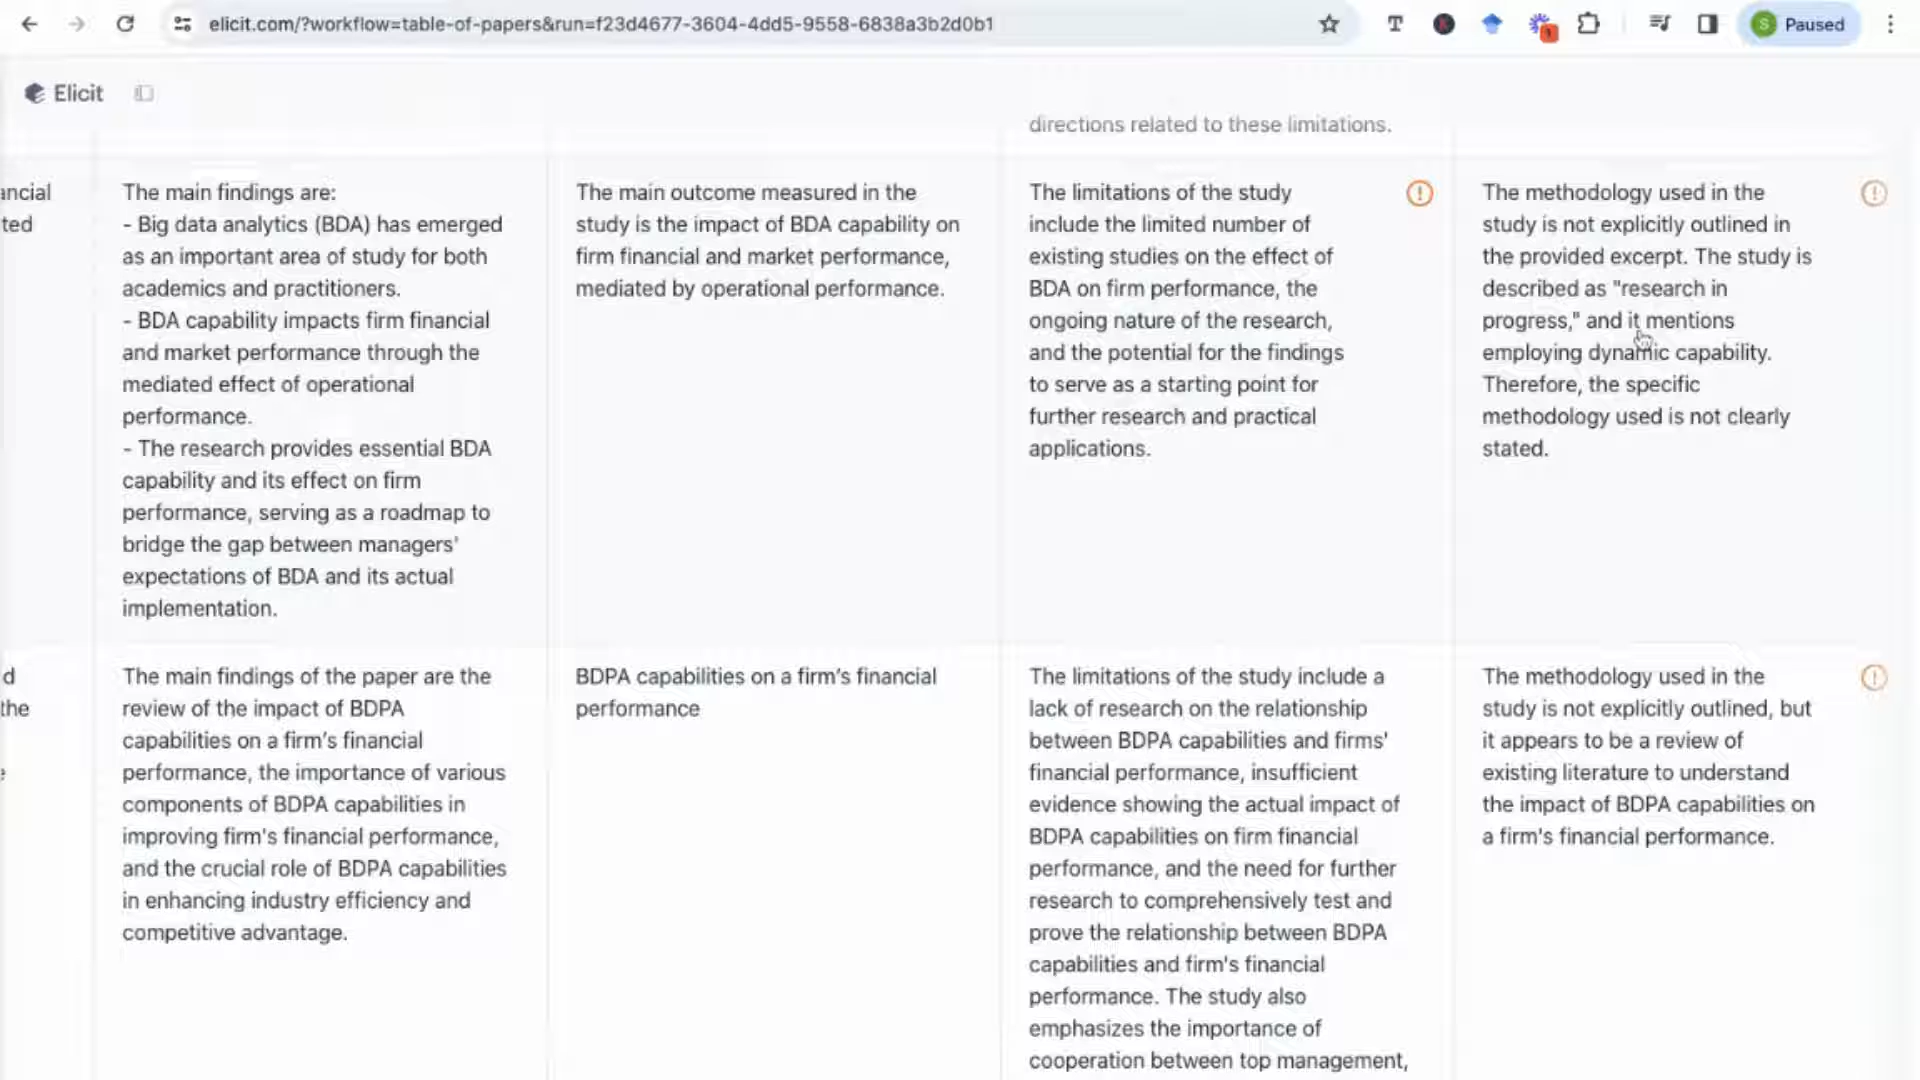 elicit.com/?workflow=table-of-papers&run=f23d4677-3604-4dd5-9558-6838a3b2d0b1
S
Paused
Elicit
directions related to these limitations.
ancial
ted
The main findings are:
- Big data analytics (BDA) has emerged
as an important area of study for both
academics and practitioners.
- BDA capability impacts firm financial
and market performance through the
mediated effect of operational
performance.
- The research provides essential BDA
capability and its effect on firm
performance, serving as a roadmap to
bridge the gap between managers'
expectations of BDA and its actual
implementation.
The main outcome measured in the
study is the impact of BDA capability on
firm financial and market performance,
mediated by operational performance.
The limitations of the study
include the limited number of
existing studies on the effect of
BDA on firm performance, the
ongoing nature of the research,
and the potential for the findings
to serve as a starting point for
further research and practical
applications.
The methodology used in the
study is not explicitly outlined in
the provided excerpt. The study is
described as "research in
progress," and it mentions
employing dynamic capability.
Therefore, the specific
methodology used is not clearly
stated.
d
the
The main findings of the paper are the
review of the impact of BDPA
capabilities on a firm's financial
performance, the importance of various
components of BDPA capabilities in
improving firm's financial performance,
and the crucial role of BDPA capabilities
in enhancing industry efficiency and
competitive advantage.
BDPA capabilities on a firm's financial
performance
The limitations of the study include a
lack of research on the relationship
between BDPA capabilities and firms'
financial performance, insufficient
evidence showing the actual impact of
BDPA capabilities on firm financial
performance, and the need for further
research to comprehensively test and
prove the relationship between BDPA
capabilities and firm's financial
performance. The study also
emphasizes the importance of
cooperation between top management,
The methodology used in the
study is not explicitly outlined, but
it appears to be a review of
existing literature to understand
the impact of BDPA capabilities on
a firm's financial performance.